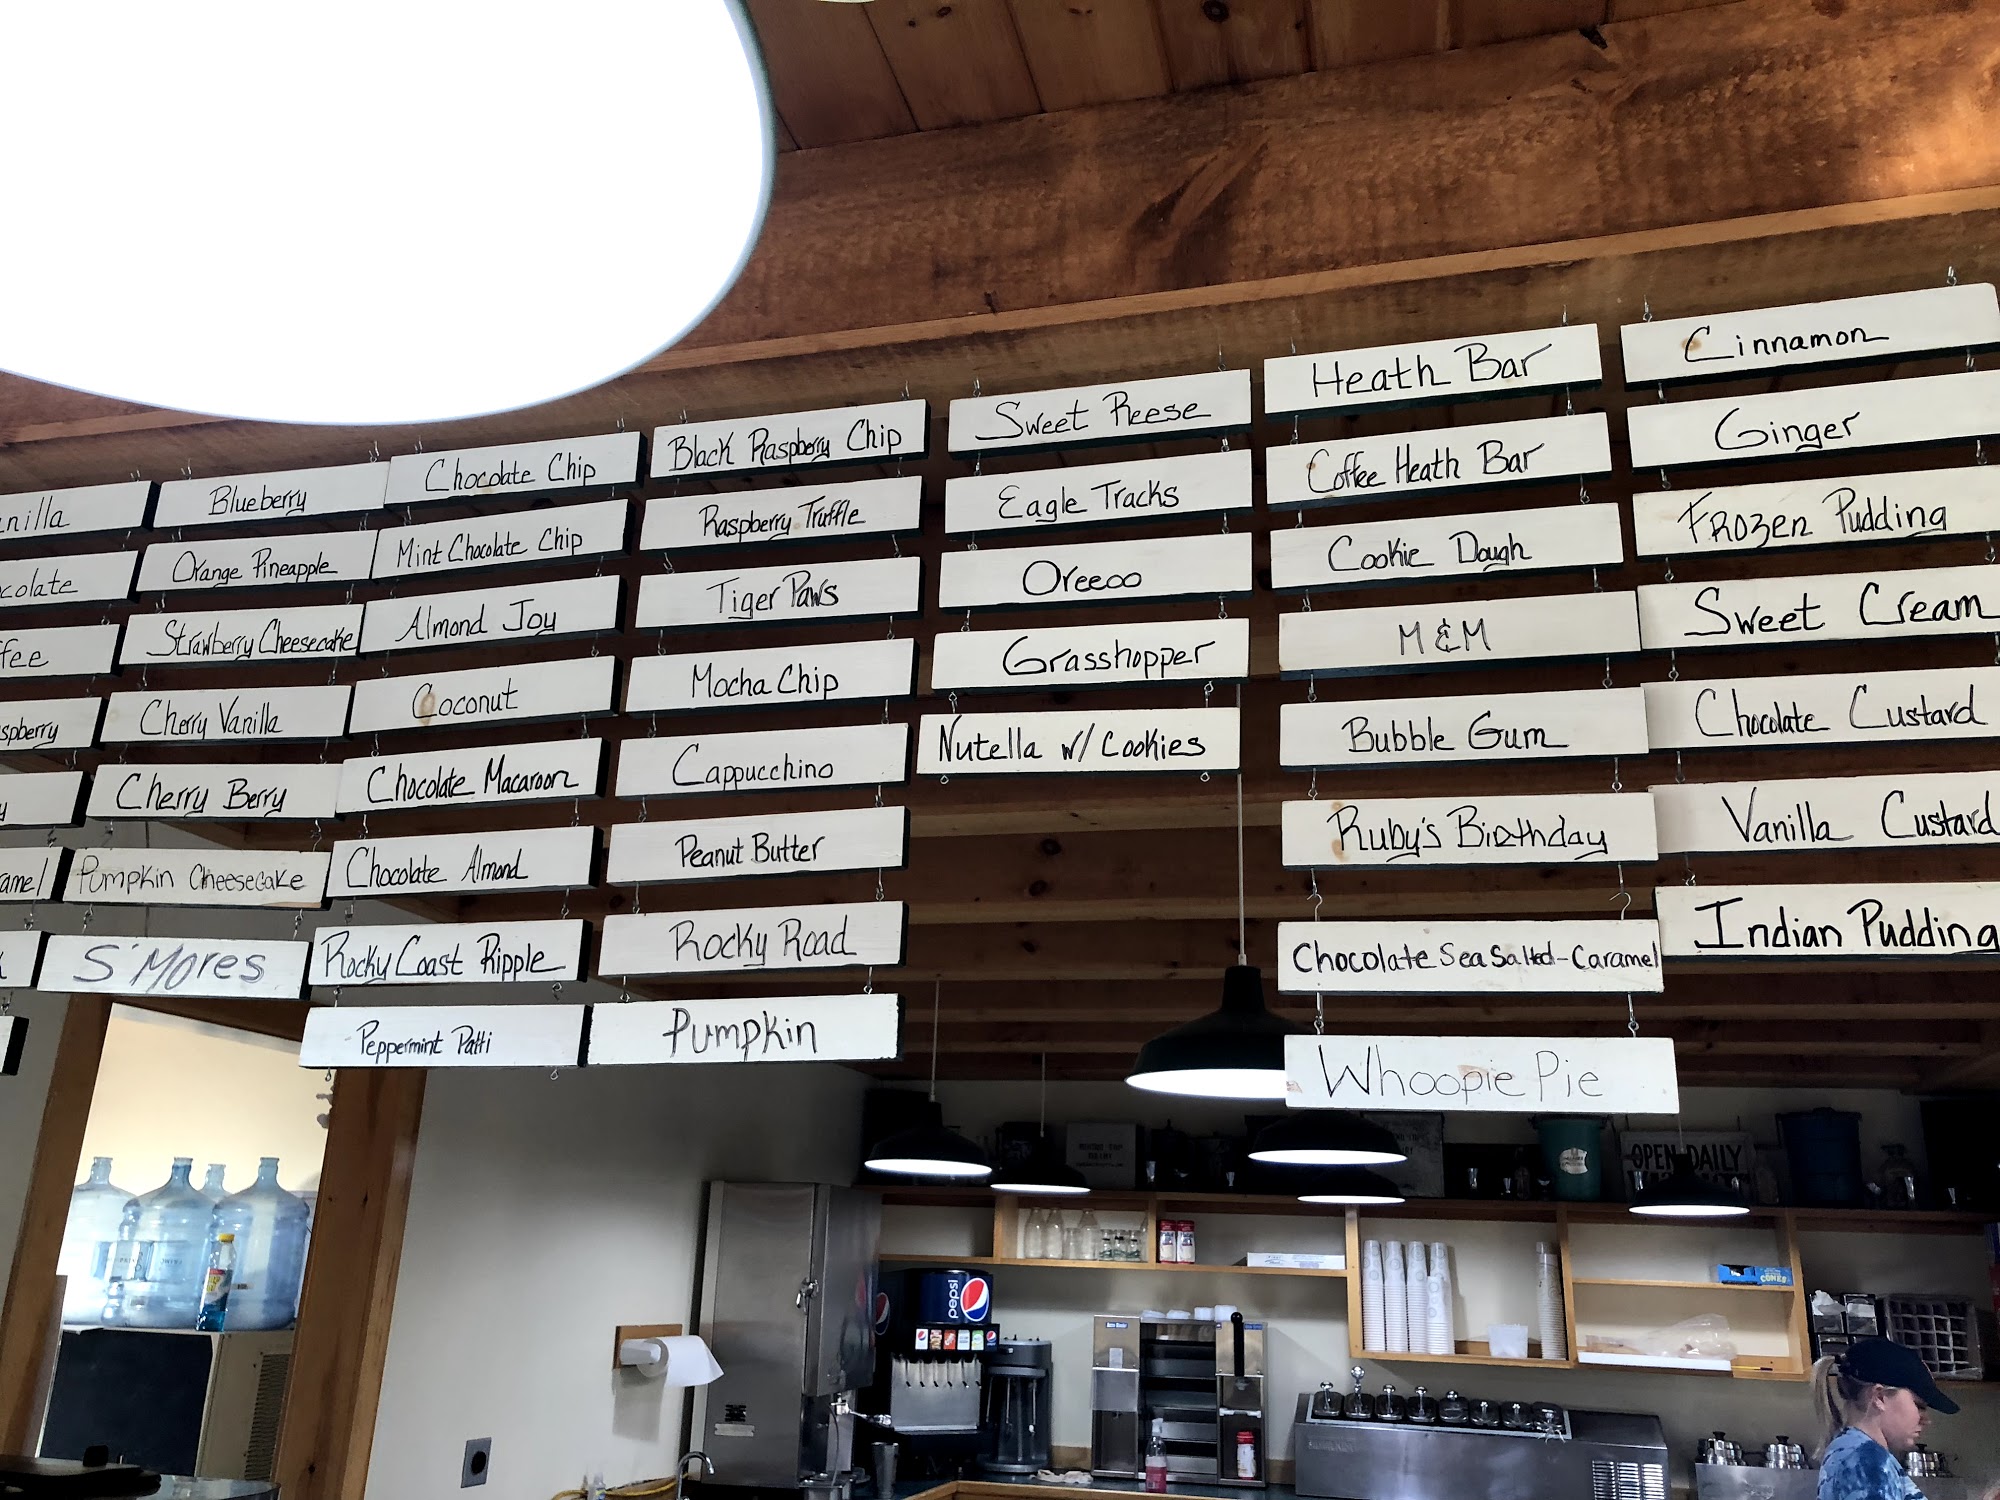 Blueberry
Orange Pineapple
Strawberry Cheesecake
Cherry Vanilla
Cherry Berry
Pumpkin Cheesecake
S'Mores
Chocolate Chip
Mint Chocolate Chip
Almond Joy
Coconut
Chocolate Macaroon
Chocolate Almond
Rocky Coast Ripple
Peppermint Patti
Black Raspberry Chip
Raspberry Truffle
Tiger Paws
Mocha Chip
Cappucchino
Peanut Butter
Rocky Road
Pumpkin
Sweet Reese
Eagle Tracks
Oreeoo
Grasshopper
Nutella w/ Cookies
Heath Bar
Coffee Heath Bar
Cookie Dough
M&M
Bubble Gum
Ruby's Birthday
Chocolate Sea Salted-Caramel
Whoopie Pie
Cinnamon
Ginger
Frozen Pudding
Sweet Cream
Chocolate Custard
Vanilla Custard
Indian Pudding
OPEN DAILY
pepsi
CONES